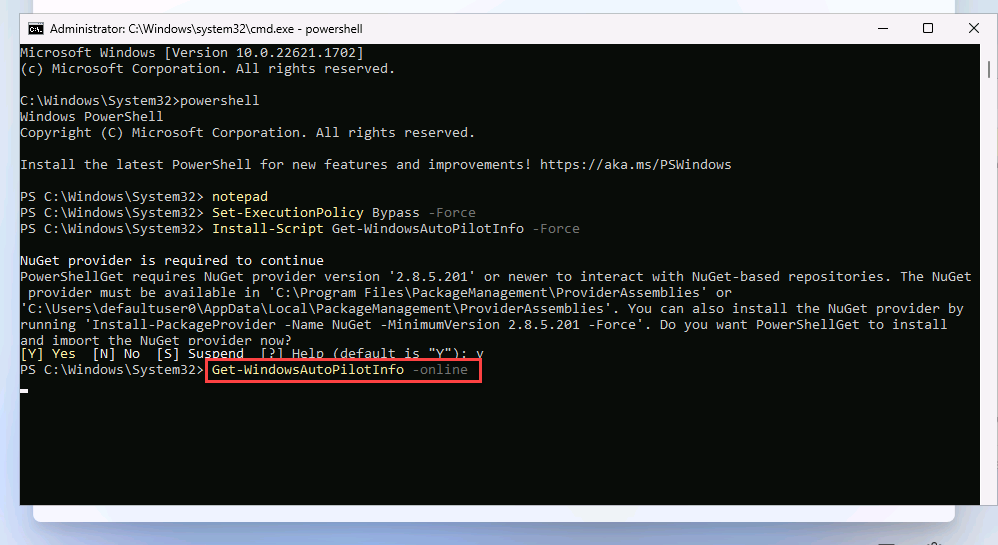 Administrator: C:\Windows\system32\cmd.exe - powershell
Microsoft Windows [Version 10.0.22621.1702]
(c) Microsoft Corporation. All rights reserved.
C:\Windows\System32>powershell
Windows PowerShell
Copyright (C) Microsoft Corporation. All rights reserved.
Install the latest PowerShell for new features and improvements! https://aka.ms/PSWindows
PS C:\Windows\System32> notepad
PS C:\Windows\System32> Set-ExecutionPolicy Bypass -Force
PS C:\Windows\System32> Install-Script Get-WindowsAutoPilotInfo -Force
NuGet provider is required to continue
PowerShellGet requires NuGet provider version '2.8.5.201' or newer to interact with NuGet-based repositories. The NuGet
provider must be available in 'C:\Program Files\PackageManagement\ProviderAssemblies' or
'C:\Users\defaultuser0\AppData\Local\PackageManagement\ProviderAssemblies'. You can also install the NuGet provider by
running 'Install-PackageProvider -Name NuGet -MinimumVersion 2.8.5.201 -Force'. Do you want PowerShellGet to install
and import the NuGet provider now?
[Y] Yes  [N] No  [S] Suspend  [?] Help (default is "Y"): y
PS C:\Windows\System32> Get-WindowsAutoPilotInfo -online